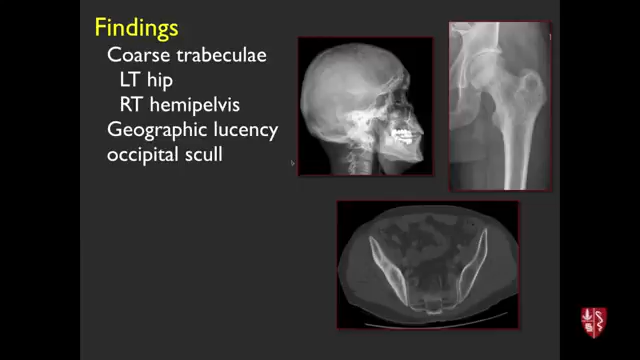 Findings
Coarse trabeculae
LT hip
RT hemipelvis
Geographic lucency
occipital scull